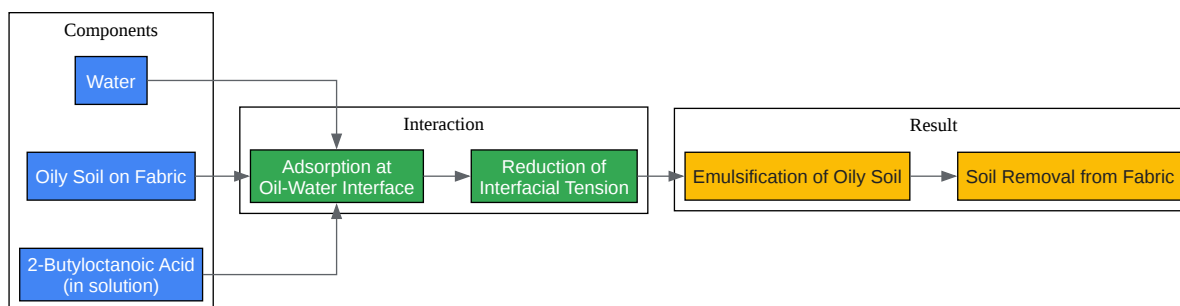 Components
Water
Oily Soil on Fabric
2-Butyloctanoic Acid
(in solution)
Interaction
Adsorption at
Oil-Water Interface
Reduction of
Interfacial Tension
Result
Emulsification of Oily Soil
Soil Removal from Fabric